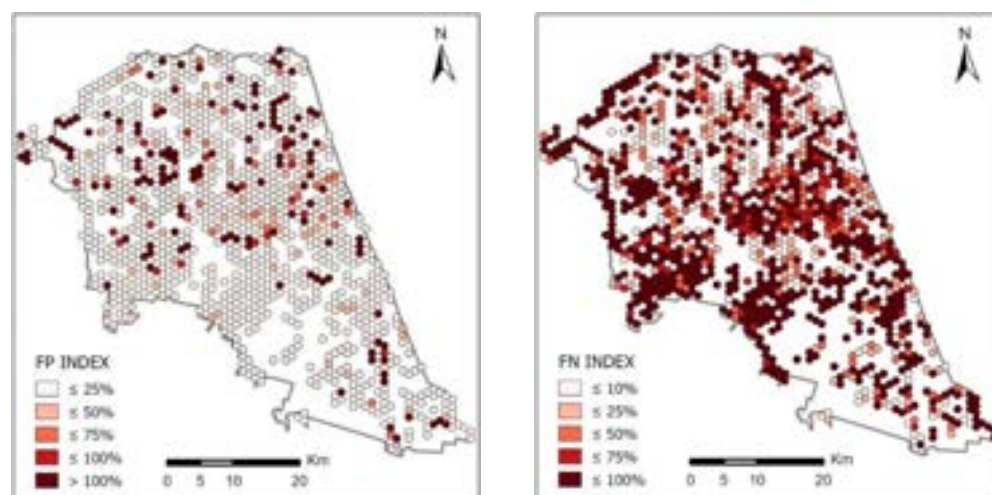 N
FP INDEX
≤ 25%
≤ 50%
≤ 75%
≤ 100%
> 100%
Km
0 5 10 20
N
FN INDEX
≤ 10%
≤ 25%
≤ 50%
≤ 75%
≤ 100%
Km
0 5 10 20